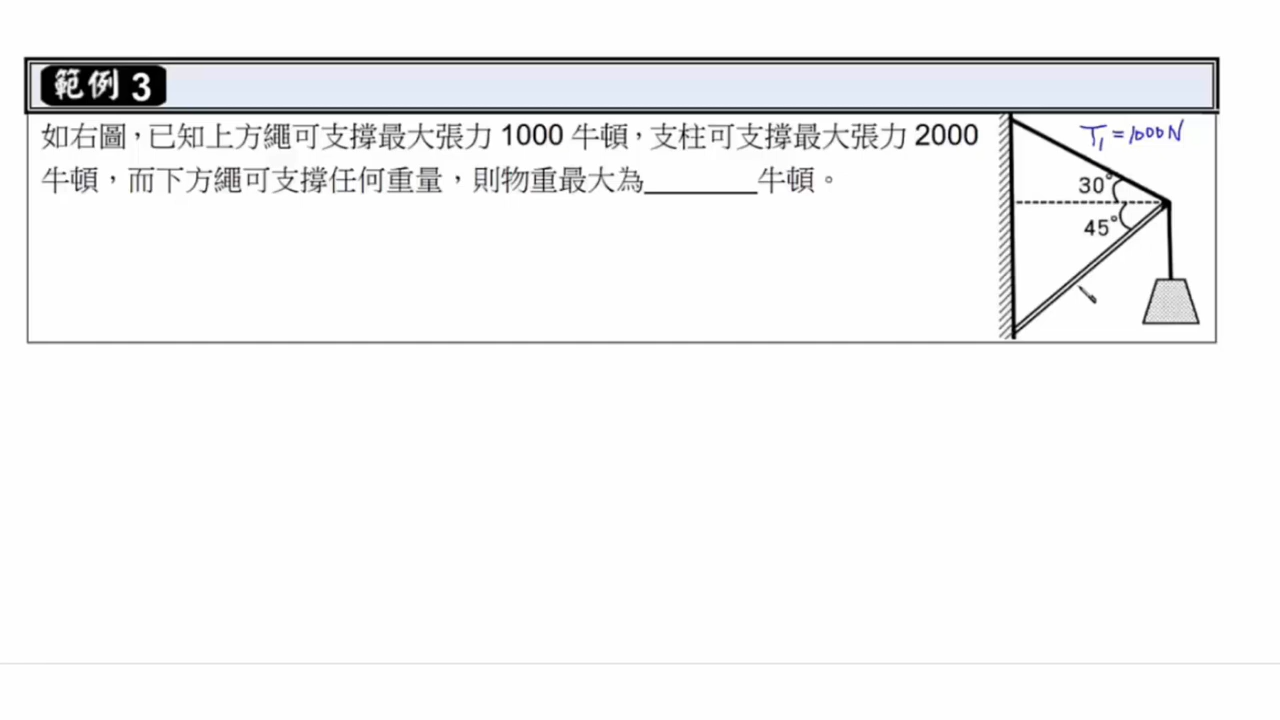 範例 3
如右圖，已知上方繩可支撐最大張力 1000 牛頓，支柱可支撐最大張力 2000
牛頓，而下方繩可支撐任何重量，則物重最大為_______牛頓。
T₁ = 1000 N
30°
45°